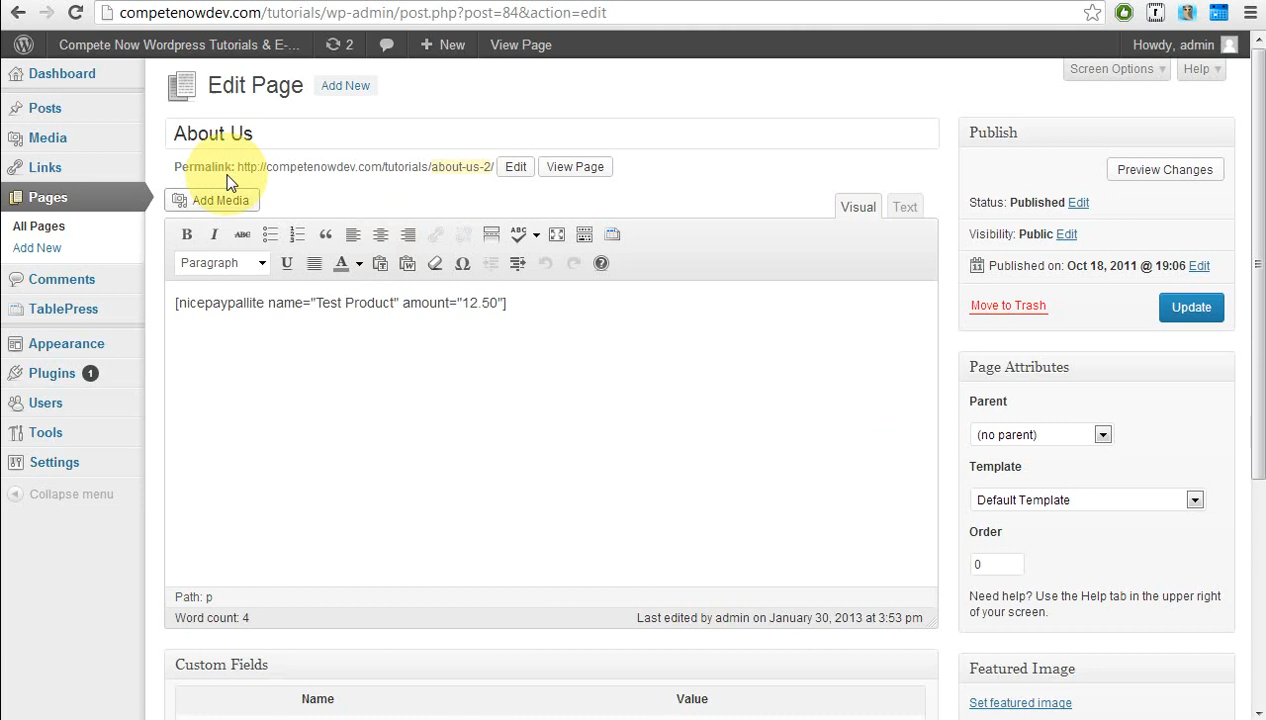 competenowdev.com/tutorials/wp-admin/post.php?post=84&action=edit
Compete Now Wordpress Tutorials & E-... 2 New View Page Howdy, admin
Dashboard
Posts
Media
Links
Pages
All Pages
Add New
Comments
TablePress
Appearance
Plugins 1
Users
Tools
Settings
Collapse menu
Screen Options Help
Edit Page Add New
About Us
Permalink: http://competenowdev.com/tutorials/about-us-2/ Edit View Page
Add Media
Visual Text
B I ABC ABC
Paragraph U A
[nicepaypallite name="Test Product" amount="12.50"]
Path: p
Word count: 4 Last edited by admin on January 30, 2013 at 3:53 pm
Custom Fields
Name Value
Publish
Preview Changes
Status: Published Edit
Visibility: Public Edit
Published on: Oct 18, 2011 @ 19:06 Edit
Move to Trash Update
Page Attributes
Parent
(no parent)
Template
Default Template
Order
0
Need help? Use the Help tab in the upper right
of your screen.
Featured Image
Set featured image